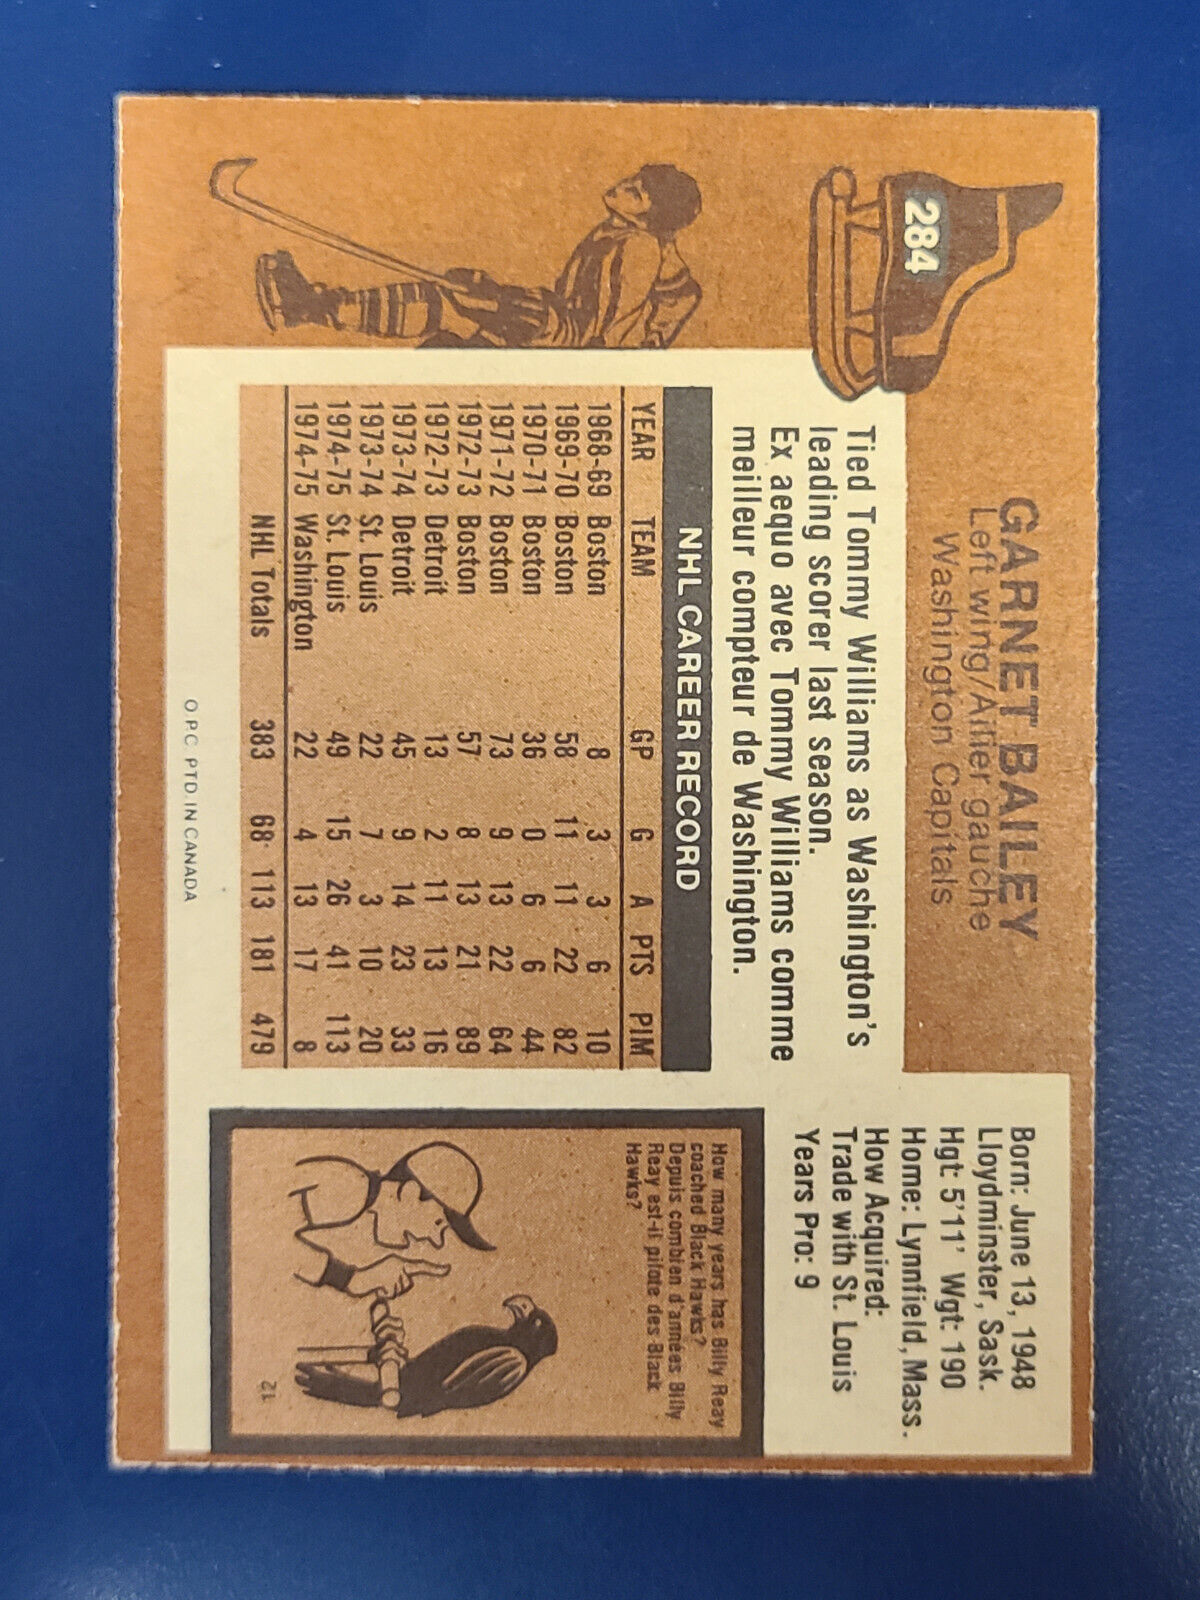 284
GARNET BAILEY
Left wing/Ailier gauche
Washington Capitals
Born: June 13, 1948
Lloydminster, Sask.
Hgt: 5'11' Wgt: 190
Home: Lynnfield, Mass.
How Acquired:
Trade with St. Louis
Years Pro: 9
Tied Tommy Williams as Washington's
leading scorer last season.
Ex aequo avec Tommy Williams comme
meilleur compteur de Washington.
NHL CAREER RECORD
YEAR TEAM GP G A PTS PIM
1968-69 Boston 8 3 3 6 10
1969-70 Boston 58 11 11 22 82
1970-71 Boston 36 0 6 6 44
1971-72 Boston 73 9 13 22 64
1972-73 Boston 57 8 13 21 89
1972-73 Detroit 13 2 11 13 16
1973-74 Detroit 45 9 14 23 33
1973-74 St. Louis 22 7 3 10 20
1974-75 St. Louis 49 15 26 41 113
1974-75 Washington 22 4 13 17 8
NHL Totals 383 68 113 181 479
How many years has Billy Reay
coached Black Hawks?
Depuis combien d'années Billy
Reay est-il pilote des Black
Hawks?
12
O.P.C. PTD. IN CANADA